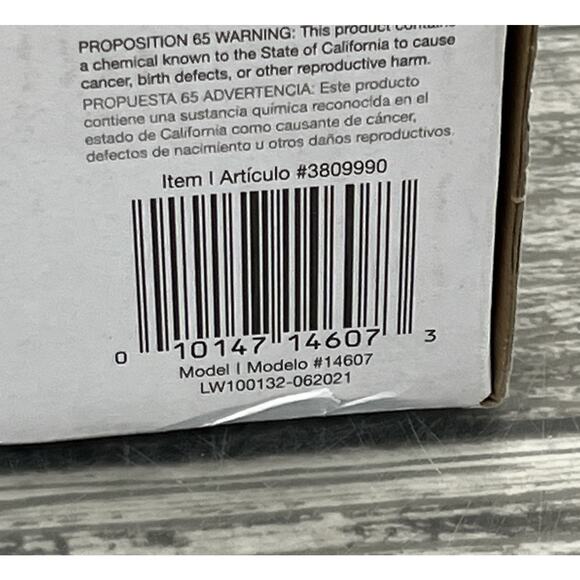 PROPOSITION 65 WARNING: This product contains
a chemical known to the State of California to cause
cancer, birth defects, or other reproductive harm.
PROPUESTA 65 ADVERTENCIA: Este producto
contiene una sustancia química reconocida en el
estado de California como causante de cáncer,
defectos de nacimiento u otros daños reproductivos.
Item | Artículo #3809990
0 10147 14607 3
Model | Modelo #14607
LW100132-062021